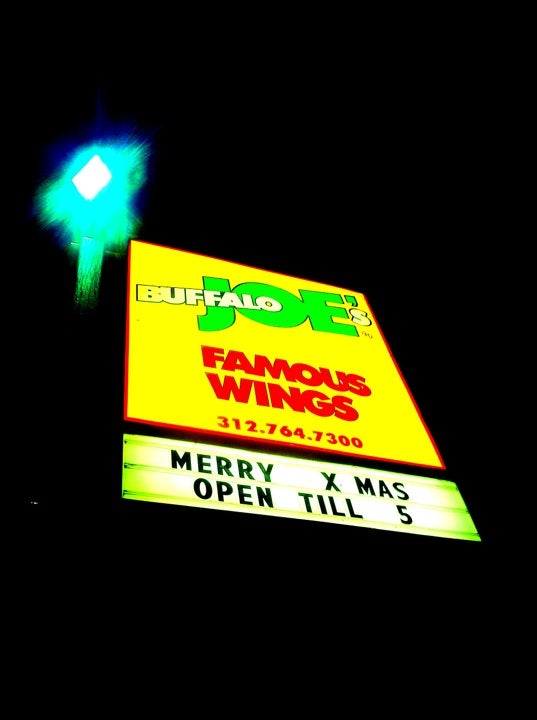 BUFFALO JOE'S
FAMOUS
WINGS
312.764.7300
MERRY X MAS
OPEN TILL 5